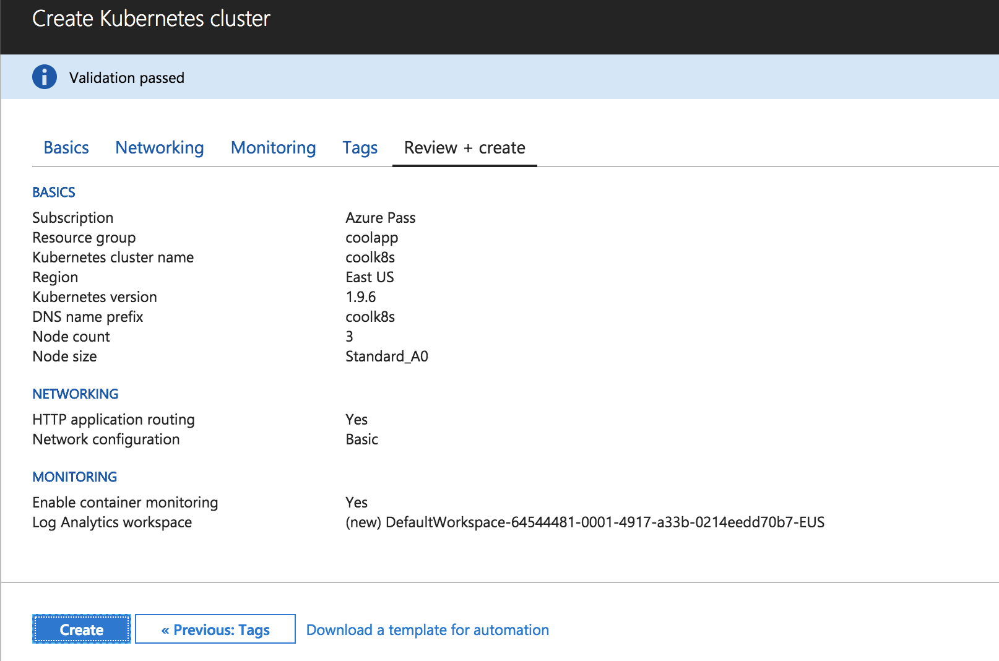 Create Kubernetes cluster
Validation passed
Basics Networking Monitoring Tags Review + create
BASICS
Subscription Azure Pass
Resource group coolapp
Kubernetes cluster name coolk8s
Region East US
Kubernetes version 1.9.6
DNS name prefix coolk8s
Node count 3
Node size Standard_A0
NETWORKING
HTTP application routing Yes
Network configuration Basic
MONITORING
Enable container monitoring Yes
Log Analytics workspace (new) DefaultWorkspace-64544481-0001-4917-a33b-0214eedd70b7-EUS
Create « Previous: Tags Download a template for automation